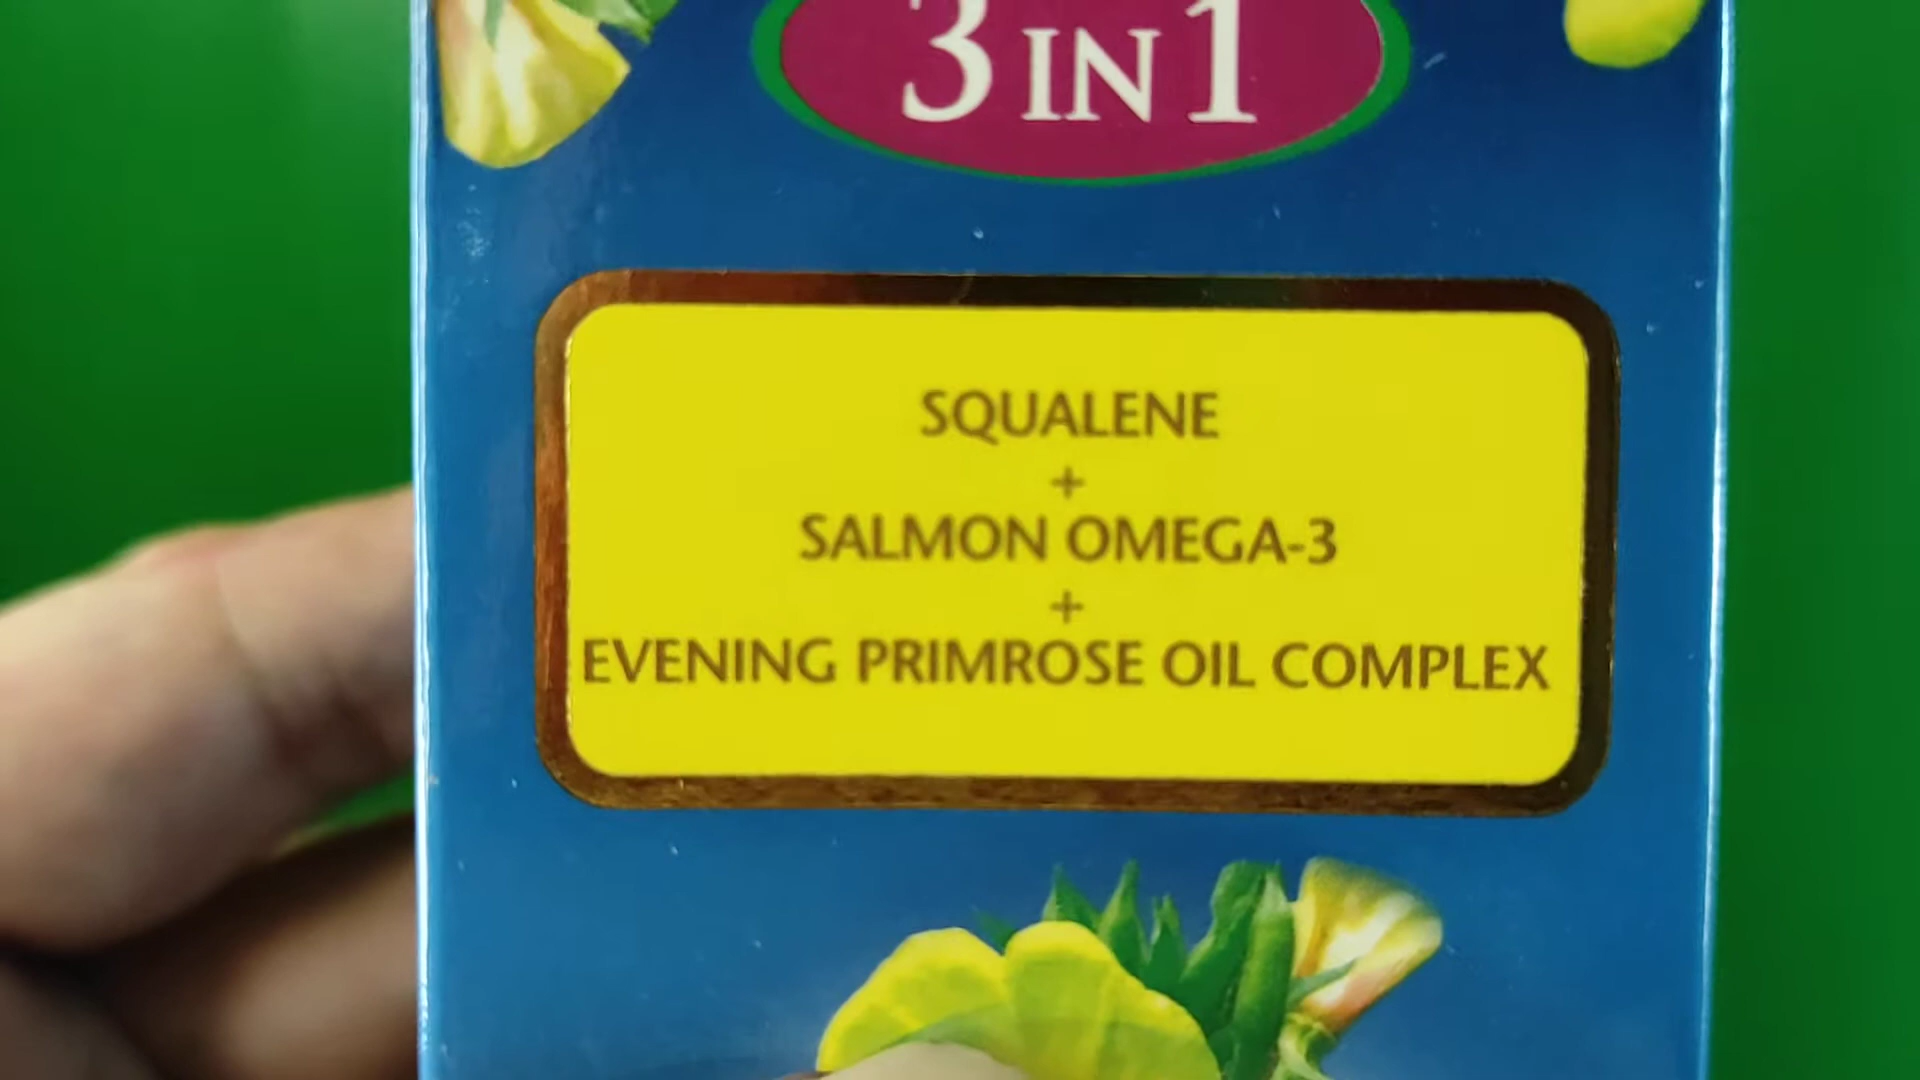 3 IN 1
SQUALENE
+
SALMON OMEGA-3
+
EVENING PRIMROSE OIL COMPLEX